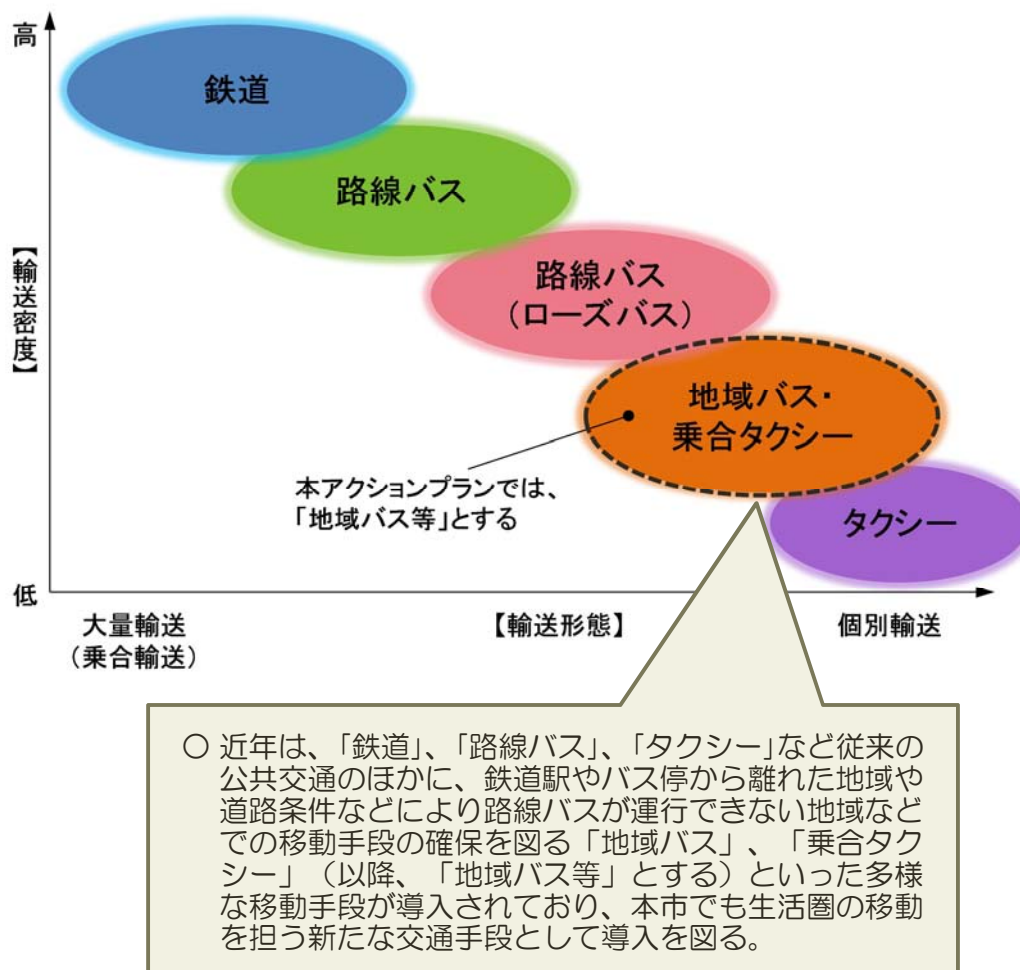 高
鉄道
路線バス
【輸送密度】
路線バス
(ローズバス)
地域バス・
乗合タクシー
本アクションプランでは、
「地域バス等」とする
タクシー
低
大量輸送
(乗合輸送)
【輸送形態】
個別輸送
○ 近年は、「鉄道」、「路線バス」、「タクシー」など従来の
公共交通のほかに、鉄道駅やバス停から離れた地域や
道路条件などにより路線バスが運行できない地域など
での移動手段の確保を図る「地域バス」、「乗合タク
シー」（以降、「地域バス等」とする）といった多様
な移動手段が導入されており、本市でも生活圏の移動
を担う新たな交通手段として導入を図る。